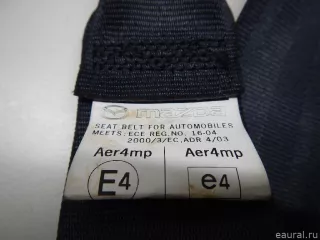 mazda
SEAT BELT FOR AUTOMOBILES
MEETS: ECE REG. NO. 16-04
2000/3/EC, ADR 4/03
Aer4mp Aer4mp
E4 e4
eaural.ru